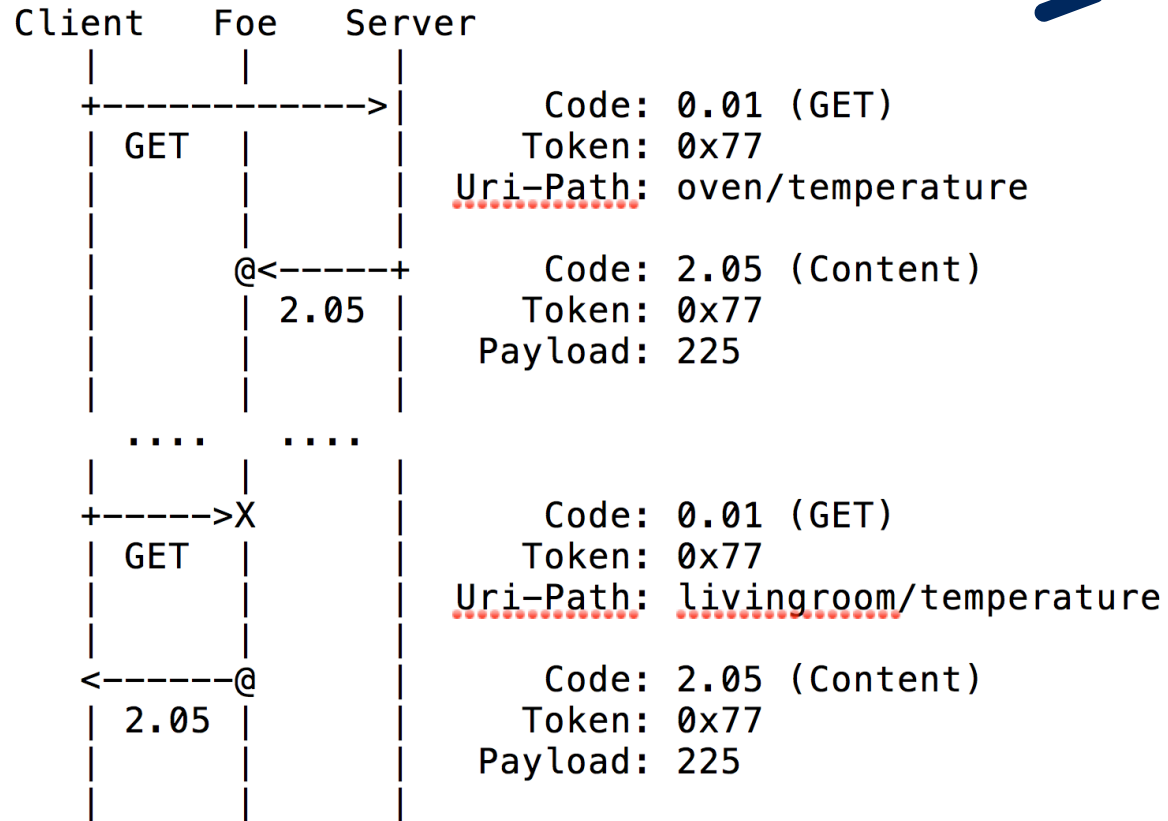 Client Foe Server
| | |
+------------>| Code: 0.01 (GET)
| GET | | Token: 0x77
| | | Uri-Path: oven/temperature
| | |
| @<-----+ Code: 2.05 (Content)
| | 2.05 | Token: 0x77
| | | Payload: 225
| | |
.... ....
| | |
+----->X | Code: 0.01 (GET)
| GET | | Token: 0x77
| | | Uri-Path: livingroom/temperature
| | |
<------@ | Code: 2.05 (Content)
| 2.05 | | Token: 0x77
| | | Payload: 225
| | |